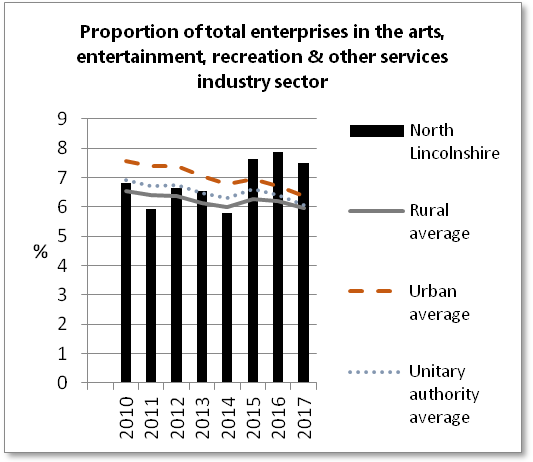 Proportion of total enterprises in the arts,
entertainment, recreation & other services
industry sector
9
8
7
6
5
4
3
2
1
0
%
2010
2011
2012
2013
2014
2015
2016
2017
North
Lincolnshire
Rural
average
Urban
average
Unitary
authority
average